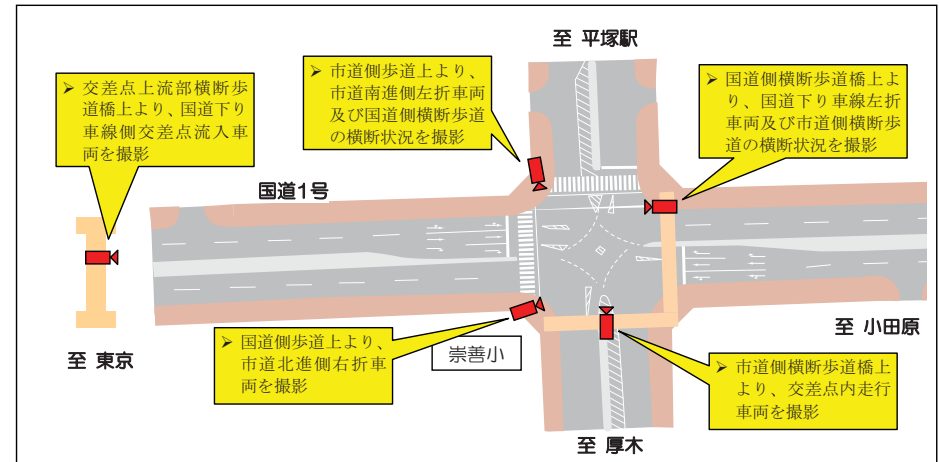 至 平塚駅
➢ 交差点上流部横断歩
道橋上より、国道下り
車線側交差点流入車
両を撮影
➢ 市道側歩道上より、
市道南進側左折車両
及び国道側横断歩道
の横断状況を撮影
➢ 国道側横断歩道橋上よ
り、国道下り車線左折
車両及び市道側横断歩
道の横断状況を撮影
国道1号
至 東京
➢ 国道側歩道上より、
市道北進側右折車
両を撮影
崇善小
至 小田原
➢ 市道側横断歩道橋上
より、交差点内走行
車両を撮影
至 厚木